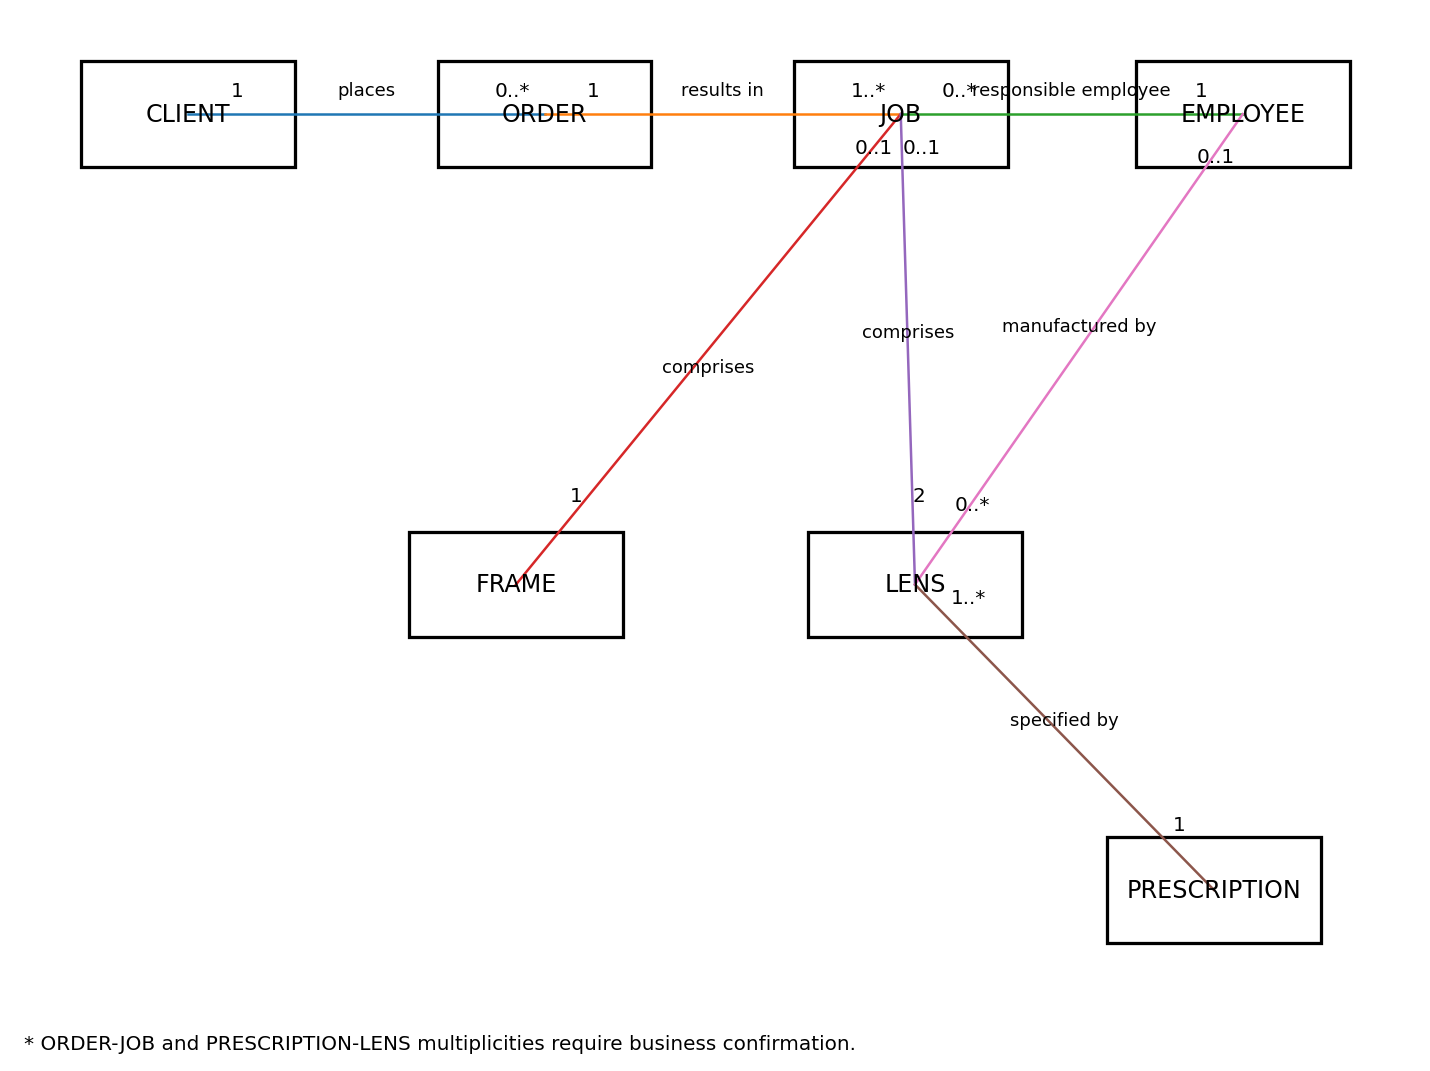 1
places
0..*
1
results in
1..*
0..*
responsible employee
1
CLIENT
ORDER
JOB
EMPLOYEE
0..1
0..1
0..1
manufactured by
comprises
comprises
1
2
0..*
FRAME
LENS
1..*
specified by
1
PRESCRIPTION
* ORDER-JOB and PRESCRIPTION-LENS multiplicities require business confirmation.